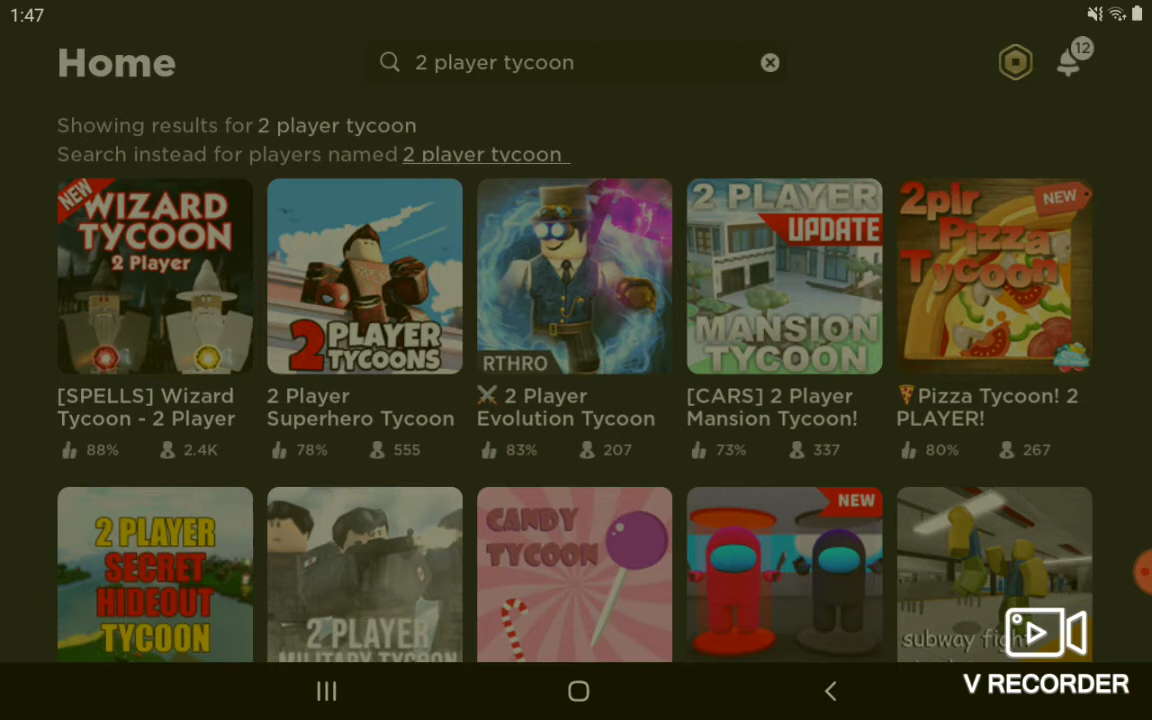 1:47
Home
2 player tycoon
12
Showing results for 2 player tycoon
Search instead for players named 2 player tycoon
NEW
WIZARD
TYCOON
2 Player
2 PLAYER
TYCOONS
RTHRO
2 PLAYER
UPDATE
MANSION
TYCOON
2plr
NEW
Pizza
Tycoon
[SPELLS] Wizard
Tycoon - 2 Player
88% 2.4K
2 Player
Superhero Tycoon
78% 555
2 Player
Evolution Tycoon
83% 207
[CARS] 2 Player
Mansion Tycoon!
73% 337
Pizza Tycoon! 2
PLAYER!
80% 267
2 PLAYER
SECRET
HIDEOUT
TYCOON
2 PLAYER
MILITARY TYCOON
CANDY
TYCOON
NEW
subway
V RECORDER